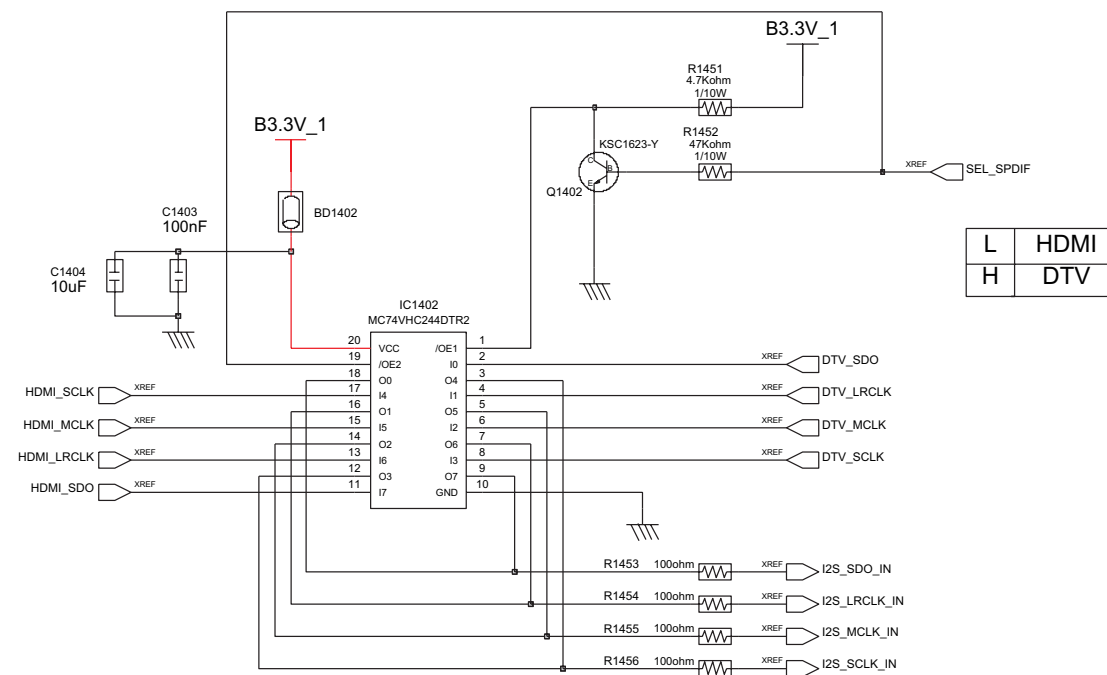 B3.3V_1
R1451
4.7Kohm
1/10W
B3.3V_1
R1452
47Kohm
1/10W
KSC1623-Y
C
B
E
Q1402
XREF
SEL_SPDIF
BD1402
C1403
100nF
C1404
10uF
L HDMI
H DTV
IC1402
MC74VHC244DTR2
20 VCC /OE1 1
19 /OE2 I0 2 XREF DTV_SDO
18 O0 O4 3
HDMI_SCLK XREF 17 I4 I1 4 XREF DTV_LRCLK
16 O1 O5 5
HDMI_MCLK XREF 15 I5 I2 6 XREF DTV_MCLK
14 O2 O6 7
HDMI_LRCLK XREF 13 I6 I3 8 XREF DTV_SCLK
12 O3 O7 9
HDMI_SDO XREF 11 I7 GND 10
R1453 100ohm XREF I2S_SDO_IN
R1454 100ohm XREF I2S_LRCLK_IN
R1455 100ohm XREF I2S_MCLK_IN
R1456 100ohm XREF I2S_SCLK_IN